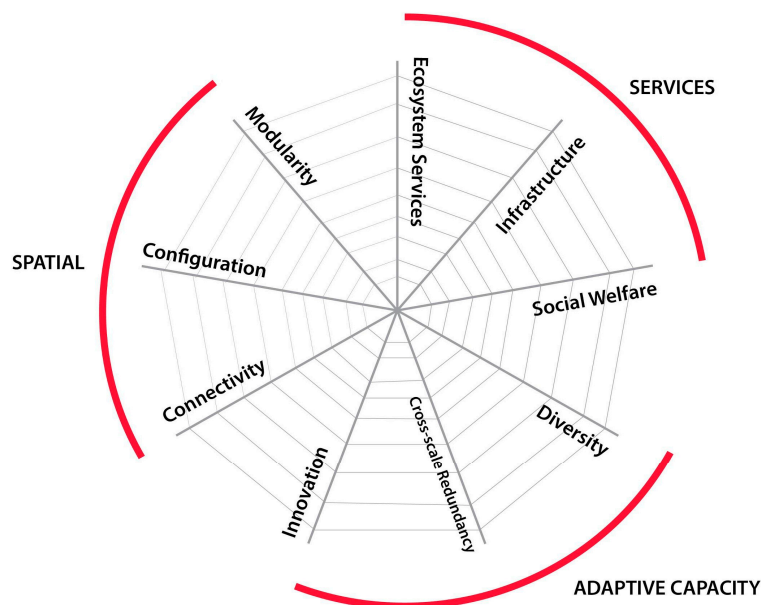 Ecosystem Services
SERVICES
Modularity
Infrastructure
SPATIAL
Configuration
Social Welfare
Connectivity
Diversity
Cross-scale Redundancy
Innovation
ADAPTIVE CAPACITY